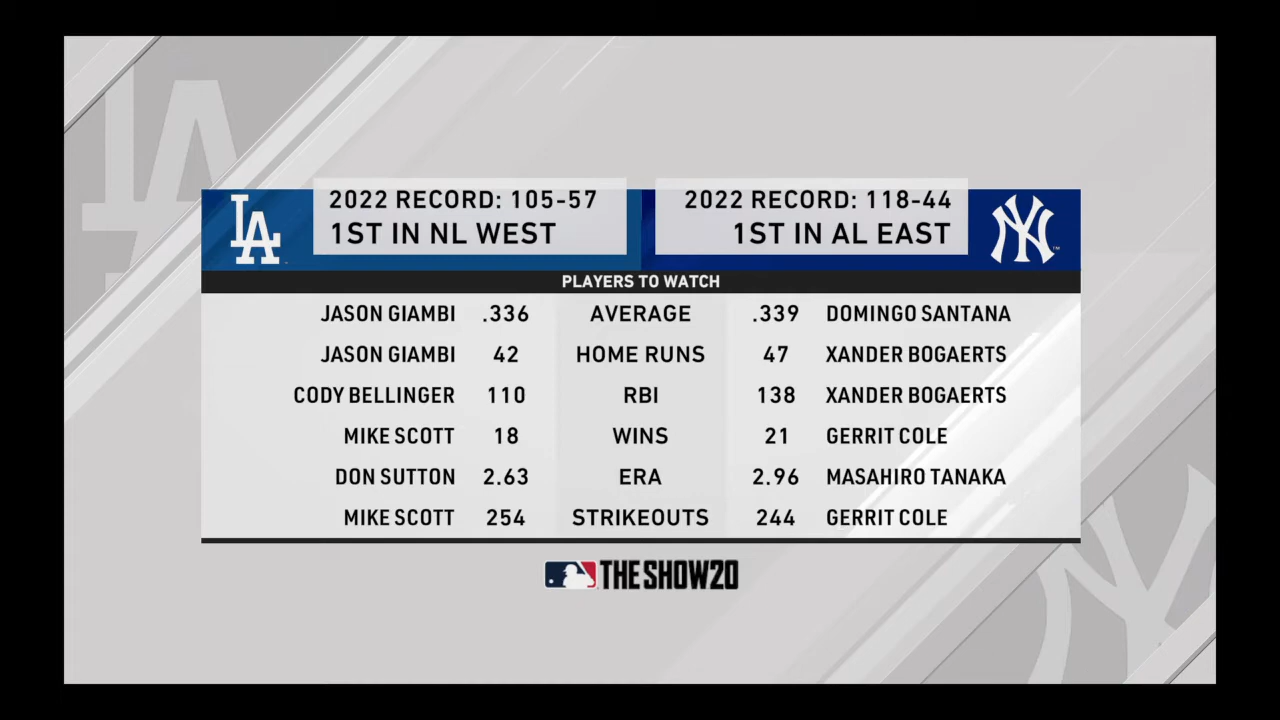 LA
2022 RECORD: 105-57
1ST IN NL WEST
2022 RECORD: 118-44
1ST IN AL EAST
NY
™
PLAYERS TO WATCH
JASON GIAMBI .336 AVERAGE .339 DOMINGO SANTANA
JASON GIAMBI 42 HOME RUNS 47 XANDER BOGAERTS
CODY BELLINGER 110 RBI 138 XANDER BOGAERTS
MIKE SCOTT 18 WINS 21 GERRIT COLE
DON SUTTON 2.63 ERA 2.96 MASAHIRO TANAKA
MIKE SCOTT 254 STRIKEOUTS 244 GERRIT COLE
THE SHOW20